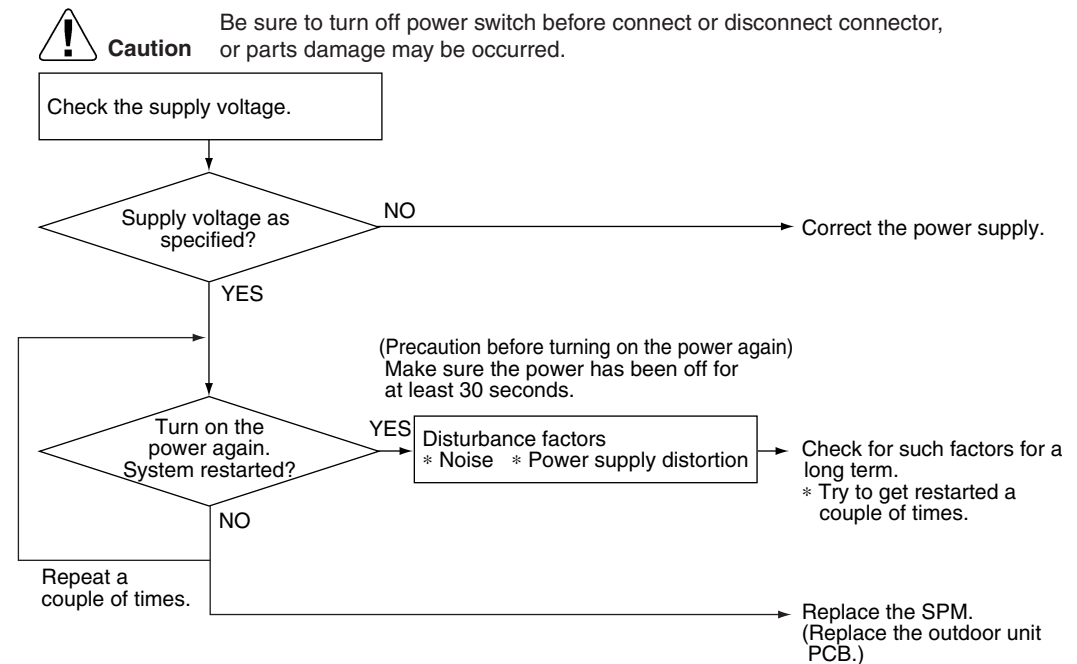 Be sure to turn off power switch before connect or disconnect connector,
Caution or parts damage may be occurred.
Check the supply voltage.
Supply voltage as
specified?
NO
Correct the power supply.
YES
(Precaution before turning on the power again)
Make sure the power has been off for
at least 30 seconds.
Turn on the
power again.
System restarted?
YES
Disturbance factors
* Noise * Power supply distortion
Check for such factors for a
long term.
* Try to get restarted a
couple of times.
NO
Repeat a
couple of times.
Replace the SPM.
(Replace the outdoor unit
PCB.)